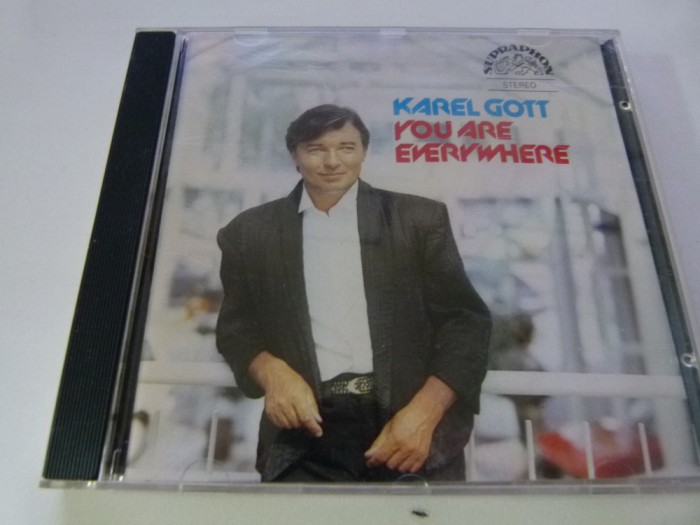 SUPRAPHON
STEREO
KAREL GOTT
YOU ARE
EVERYWHERE